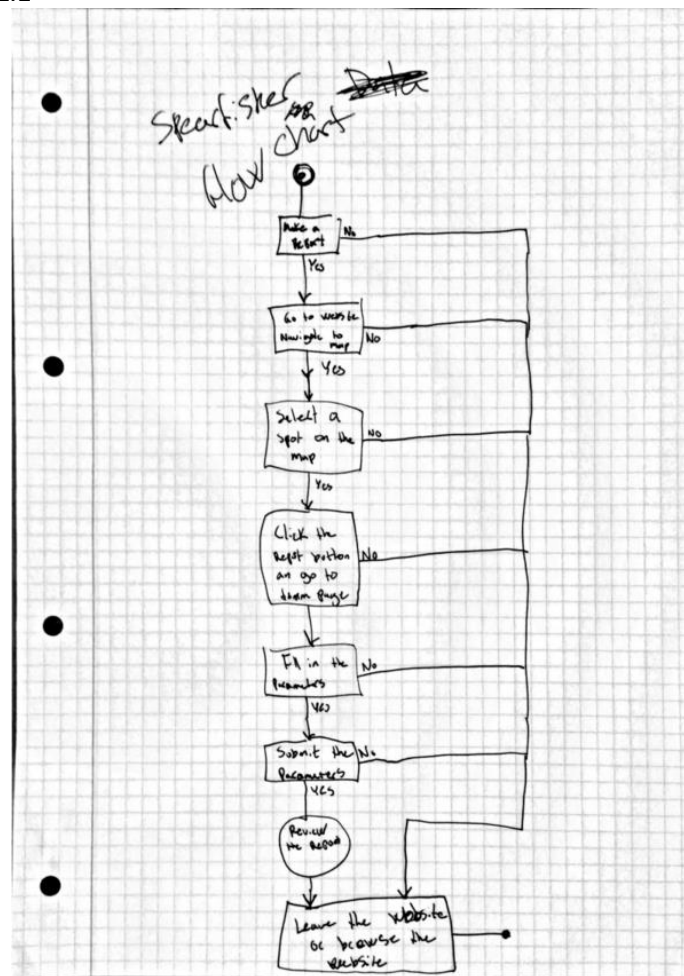 Spearfisher
flow chart
Make a
Report
No
Yes
Go to website
Navigate to
map
No
Yes
Select a
spot on the
map
No
Yes
Click the
Report button
an go to
page
No
Fill in the
Parameters
No
Yes
Submit the
Parameters
No
Yes
Review
the Report
Leave the Website
or browse the
Website